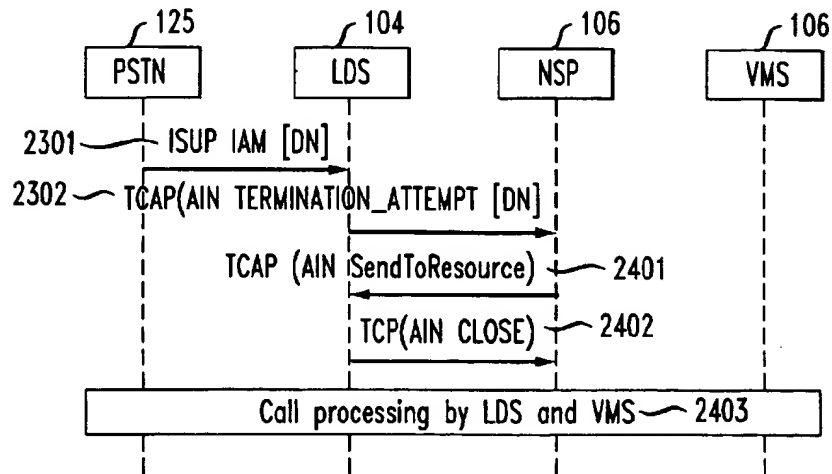 125 104 106 106
PSTN LDS NSP VMS
2301 ISUP IAM [DN]
2302 TCAP(AIN TERMINATION_ATTEMPT [DN]
TCAP (AIN SendToResource) 2401
TCP(AIN CLOSE) 2402
Call processing by LDS and VMS 2403